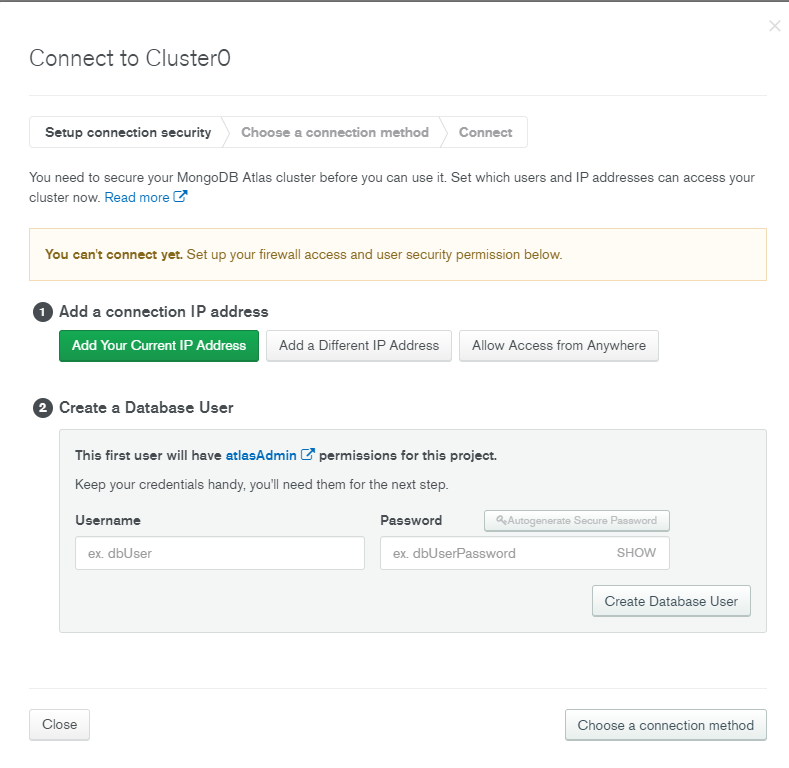 Connect to Cluster0
Setup connection security
Choose a connection method
Connect
You need to secure your MongoDB Atlas cluster before you can use it. Set which users and IP addresses can access your
cluster now. Read more
You can't connect yet. Set up your firewall access and user security permission below.
1 Add a connection IP address
Add Your Current IP Address
Add a Different IP Address
Allow Access from Anywhere
2 Create a Database User
This first user will have atlasAdmin permissions for this project.
Keep your credentials handy, you'll need them for the next step.
Username
Password
Autogenerate Secure Password
ex. dbUser
ex. dbUserPassword
SHOW
Create Database User
Close
Choose a connection method